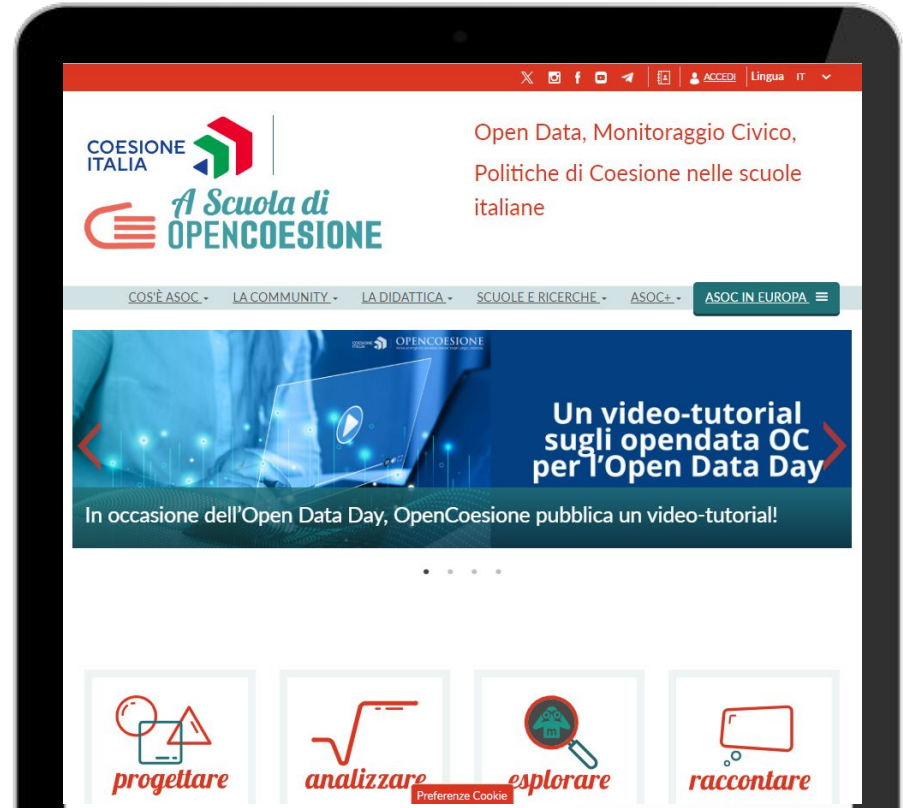 ACCEDI Lingua IT
COESIONE
ITALIA
A Scuola di
OPENCOESIONE
Open Data, Monitoraggio Civico,
Politiche di Coesione nelle scuole
italiane
COS'È ASOC LA COMMUNITY LA DIDATTICA SCUOLE E RICERCHE ASOC+ ASOC IN EUROPA
OPENCOESIONE
Un video-tutorial
sugli opendata OC
per l'Open Data Day
In occasione dell'Open Data Day, OpenCoesione pubblica un video-tutorial!
m
progettare analizzare esplorare raccontare
Preferenze Cookie